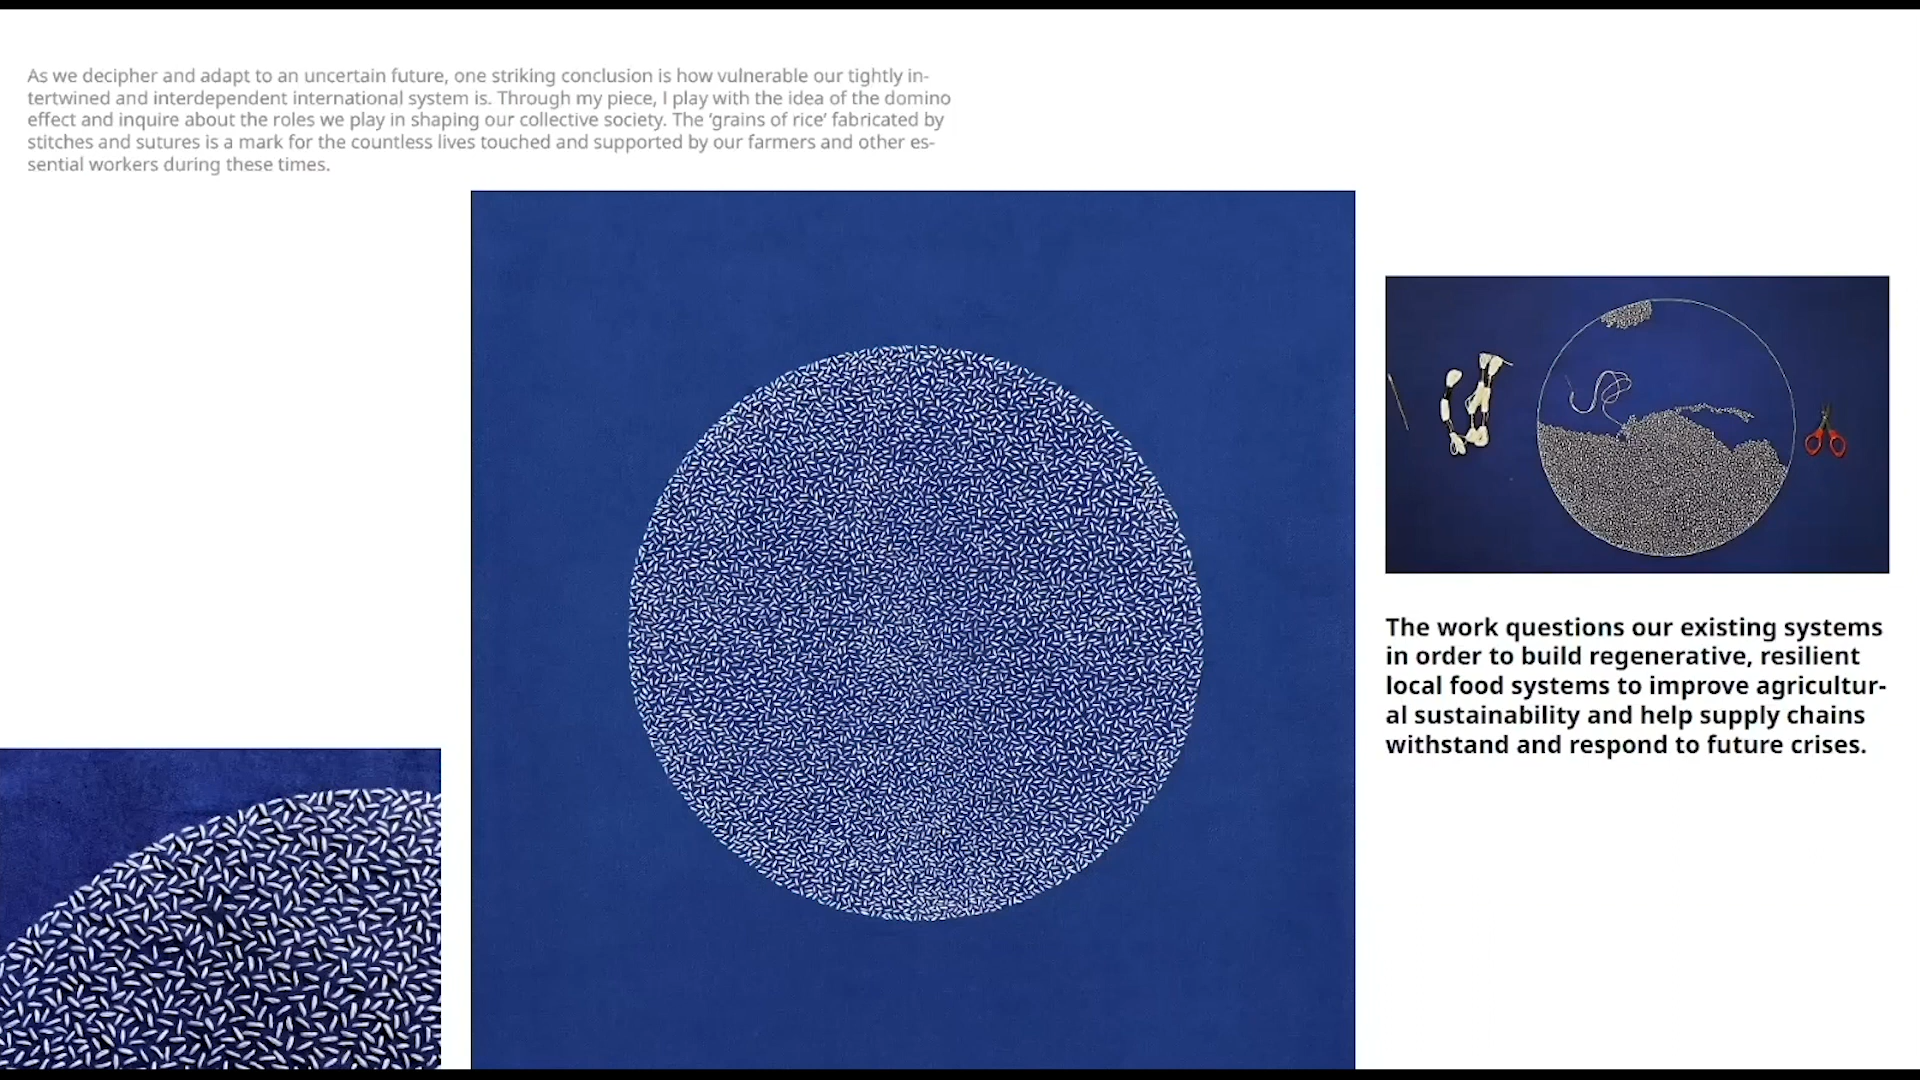 As we decipher and adapt to an uncertain future, one striking conclusion is how vulnerable our tightly in-
tertwined and interdependent international system is. Through my piece, I play with the idea of the domino
effect and inquire about the roles we play in shaping our collective society. The ‘grains of rice’ fabricated by
stitches and sutures is a mark for the countless lives touched and supported by our farmers and other es-
sential workers during these times.
The work questions our existing systems
in order to build regenerative, resilient
local food systems to improve agricultur-
al sustainability and help supply chains
withstand and respond to future crises.